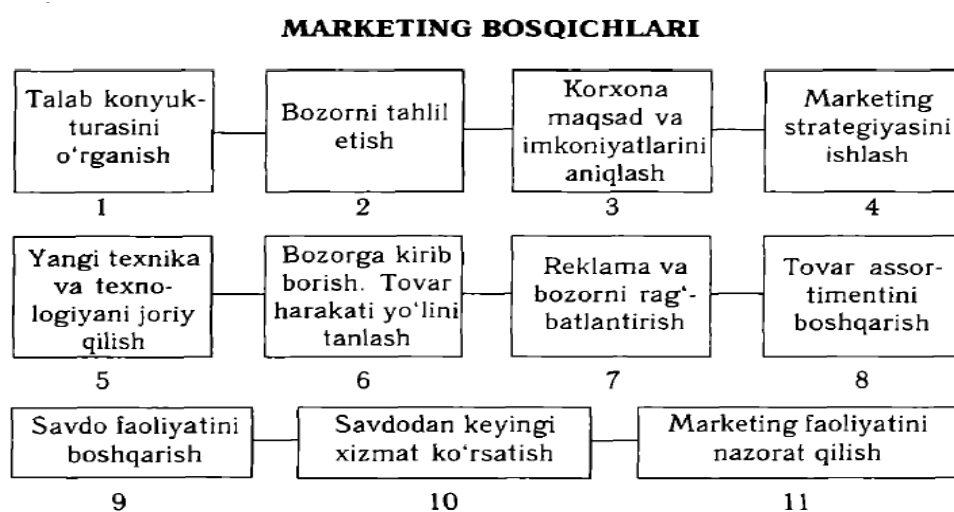 MARKETING BOSQICHLARI
Talab konyuk-
turasini
o‘rganish
1
Bozorni tahlil
etish
2
Korxona
maqsad va
imkoniyatlarini
aniqlash
3
Marketing
strategiyasini
ishlash
4
Yangi texnika
va texno-
logiyani joriy
qilish
5
Bozorga kirib
borish. Tovar
harakati yo‘lini
tanlash
6
Reklama va
bozorni rag‘-
batlantirish
7
Tovar assor-
timentini
boshqarish
8
Savdo faoliyatini
boshqarish
9
Savdodan keyingi
xizmat ko‘rsatish
10
Marketing faoliyatini
nazorat qilish
11